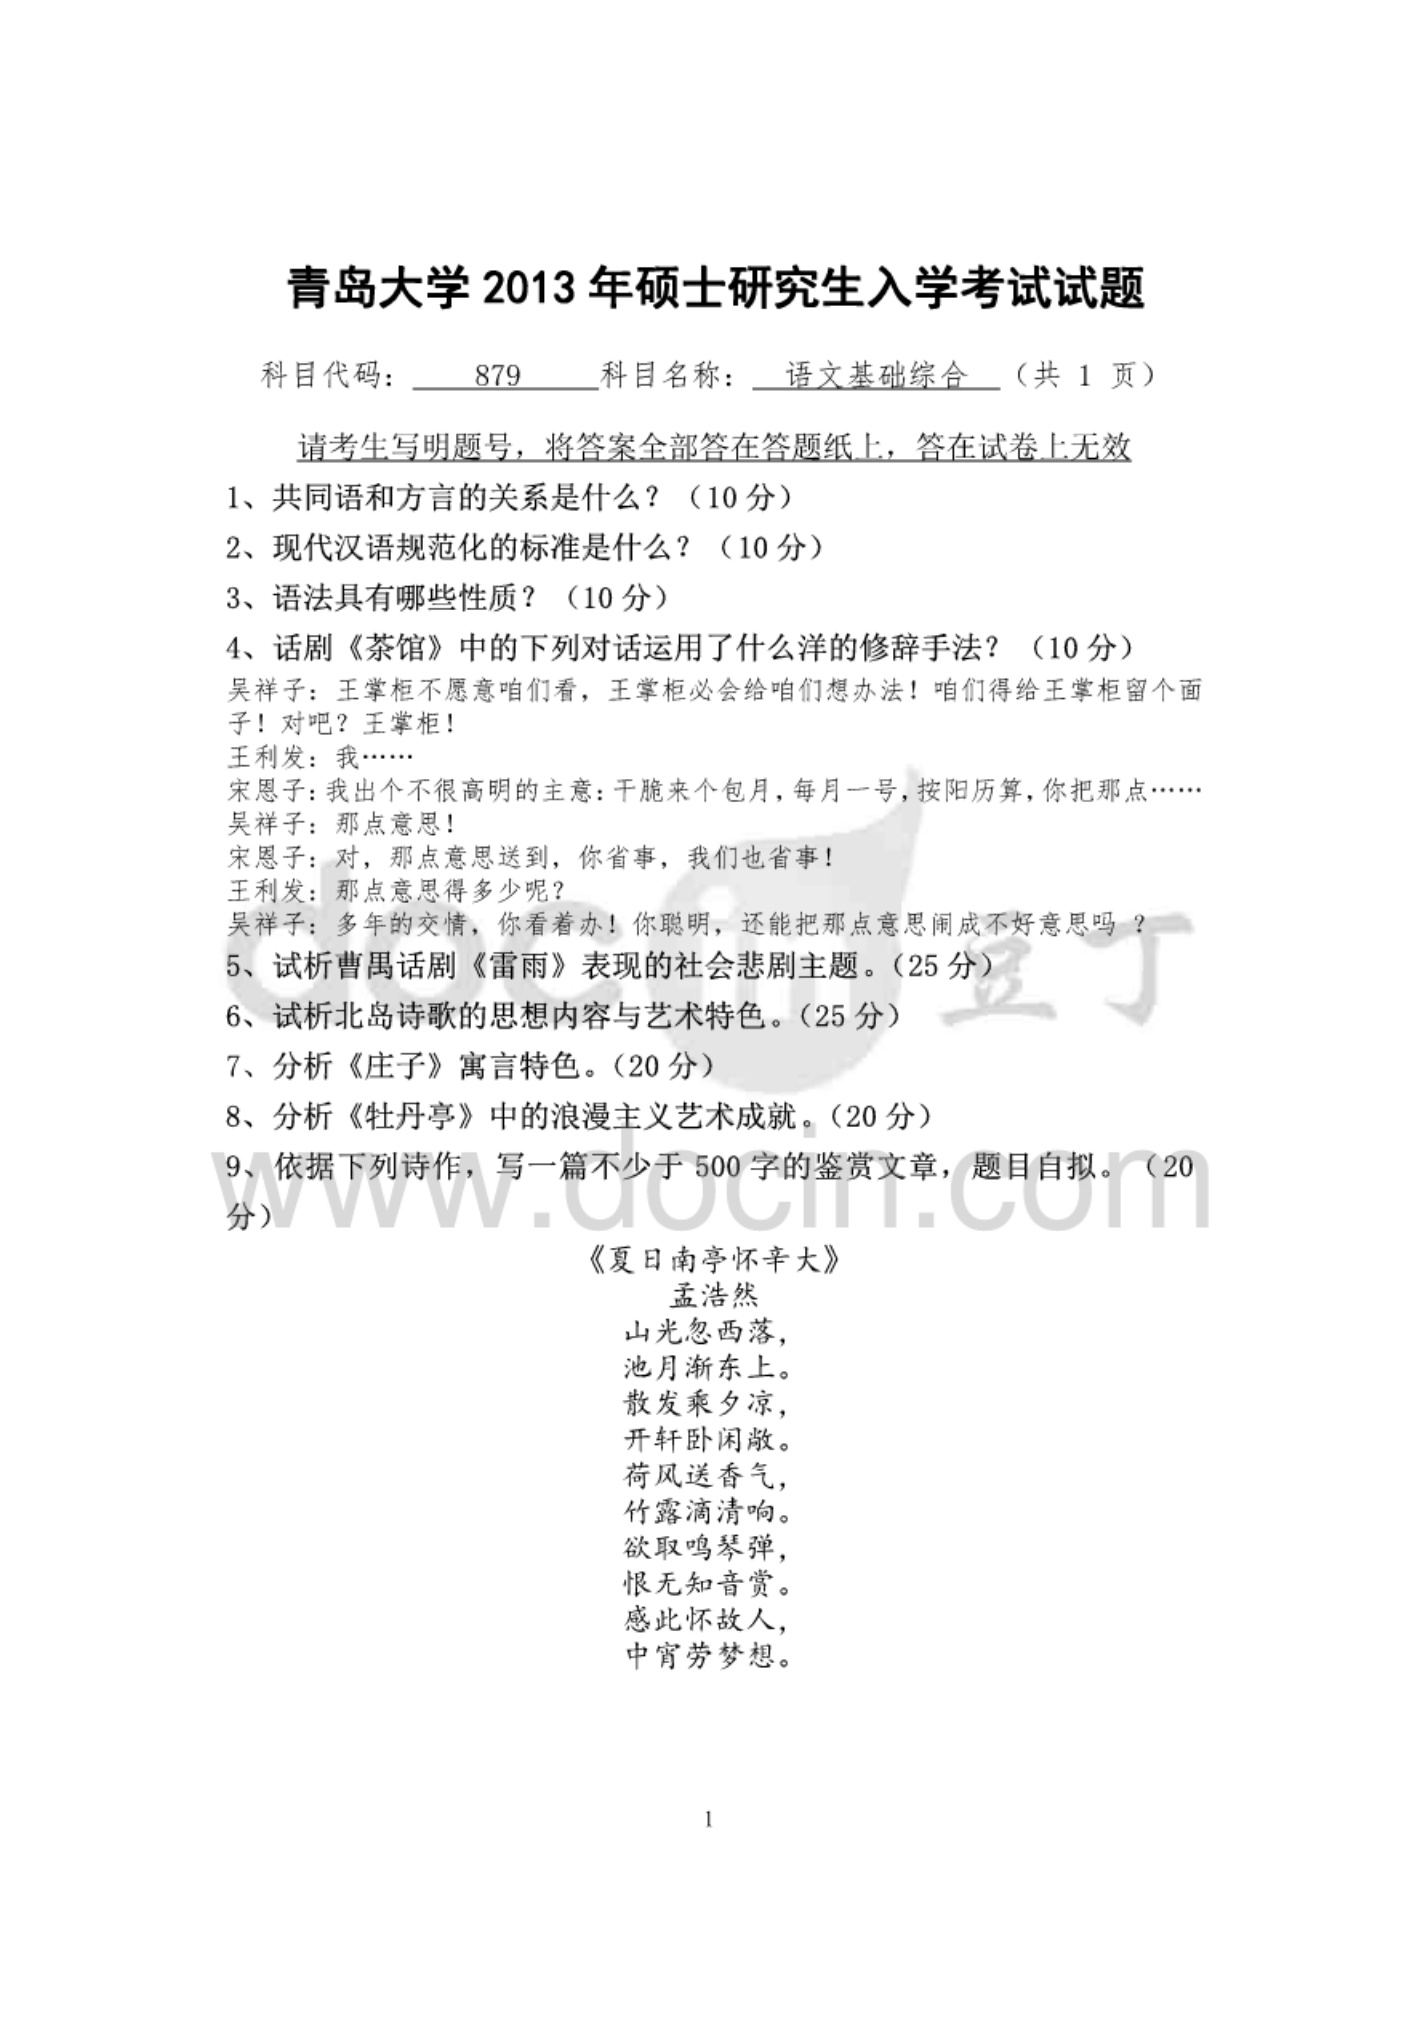 青岛大学 2013 年硕士研究生入学考试试题
科目代码： 879 科目名称： 语文基础综合 （共 1 页）
请考生写明题号，将答案全部答在答题纸上，答在试卷上无效
1、共同语和方言的关系是什么？（10 分）
2、现代汉语规范化的标准是什么？（10 分）
3、语法具有哪些性质？（10 分）
4、话剧《茶馆》中的下列对话运用了什么洋的修辞手法？（10 分）
吴祥子：王掌柜不愿意咱们看，王掌柜必会给咱们想办法！咱们得给王掌柜留个面
子！对吧？王掌柜！
王利发：我……
宋恩子：我出个不很高明的主意：干脆来个包月，每月一号，按阳历算，你把那点……
吴祥子：那点意思！
宋恩子：对，那点意思送到，你省事，我们也省事！
王利发：那点意思得多少呢？
吴祥子：多年的交情，你看着办！你聪明，还能把那点意思闹成不好意思吗 ？
5、试析曹禺话剧《雷雨》表现的社会悲剧主题。（25 分）
6、试析北岛诗歌的思想内容与艺术特色。（25 分）
7、分析《庄子》寓言特色。（20 分）
8、分析《牡丹亭》中的浪漫主义艺术成就。（20 分）
9、依据下列诗作，写一篇不少于 500 字的鉴赏文章，题目自拟。（20
分）
《夏日南亭怀辛大》
孟浩然
山光忽西落，
池月渐东上。
散发乘夕凉，
开轩卧闲敞。
荷风送香气，
竹露滴清响。
欲取鸣琴弹，
恨无知音赏。
感此怀故人，
中宵劳梦想。
1
docin 豆丁
www.docin.com